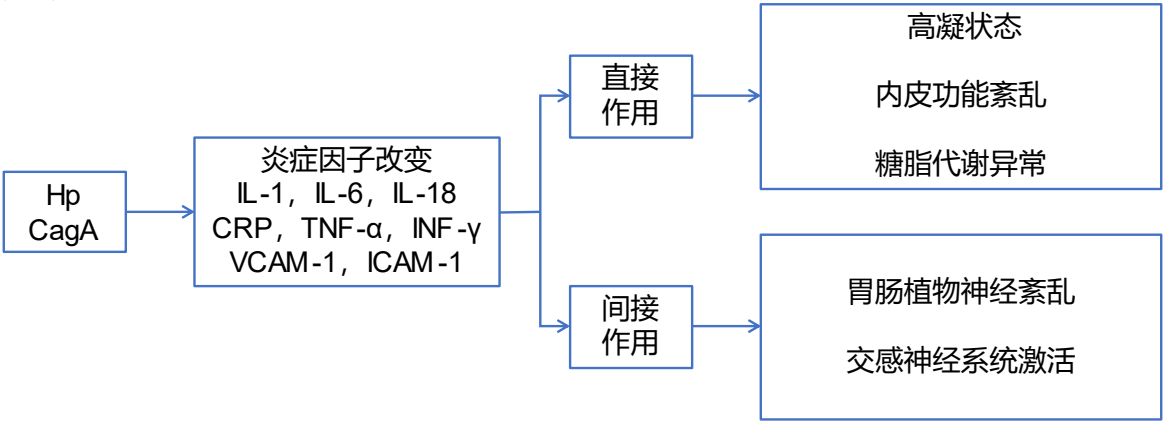 Hp
CagA
炎症因子改变
IL-1，IL-6，IL-18
CRP，TNF-α，INF-γ
VCAM-1，ICAM-1
直接
作用
高凝状态
内皮功能紊乱
糖脂代谢异常
间接
作用
胃肠植物神经紊乱
交感神经系统激活